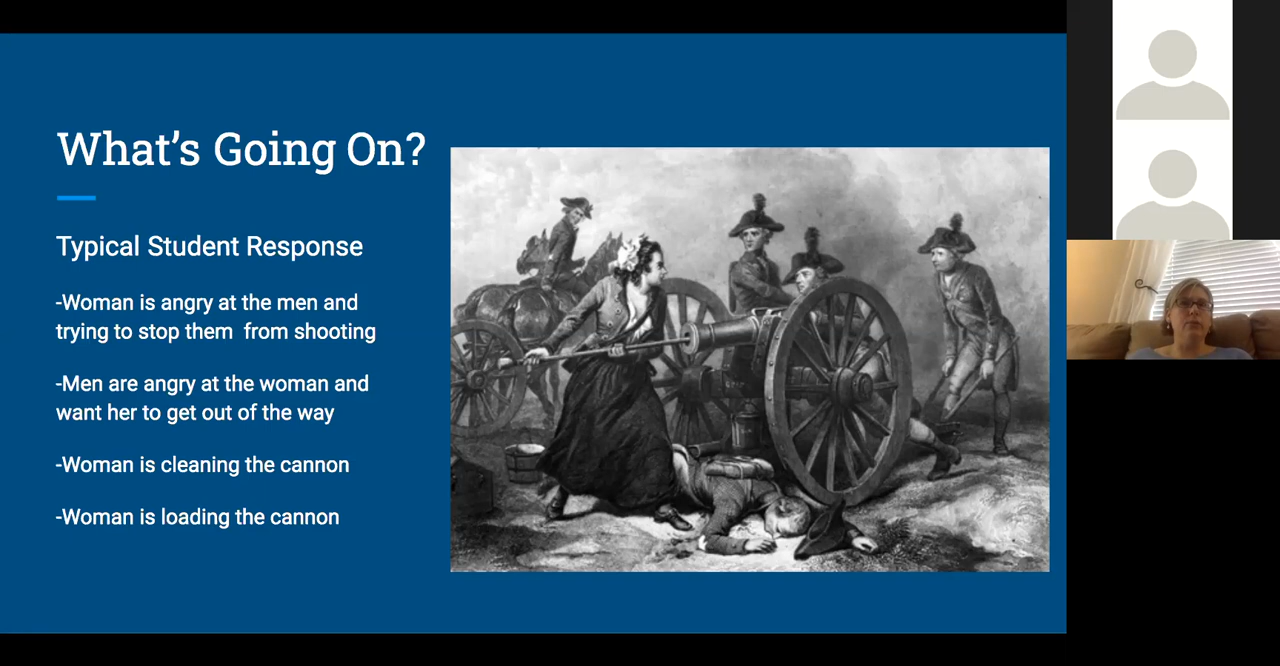 What's Going On?
Typical Student Response
-Woman is angry at the men and
trying to stop them  from shooting
-Men are angry at the woman and
want her to get out of the way
-Woman is cleaning the cannon
-Woman is loading the cannon